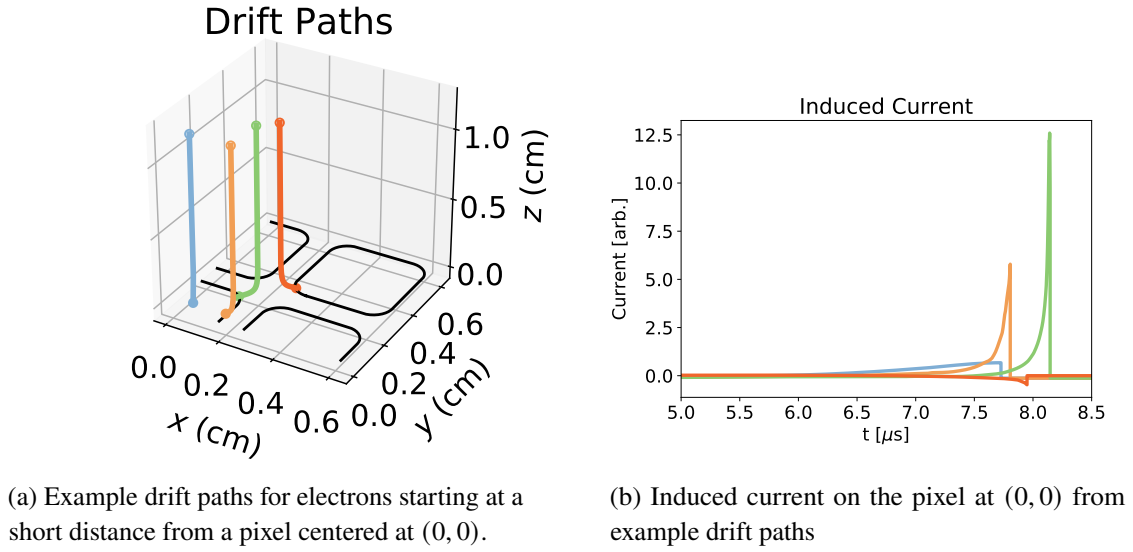 Drift Paths
1.0
0.5
0.0
z (cm)
0.0
0.2
0.4
0.6
x (cm)
0.0
0.2
0.4
0.6
y (cm)
Induced Current
12.5
10.0
7.5
5.0
2.5
0.0
Current [arb.]
5.0 5.5 6.0 6.5 7.0 7.5 8.0 8.5
t [μs]
(a) Example drift paths for electrons starting at a
short distance from a pixel centered at (0, 0).
(b) Induced current on the pixel at (0, 0) from
example drift paths